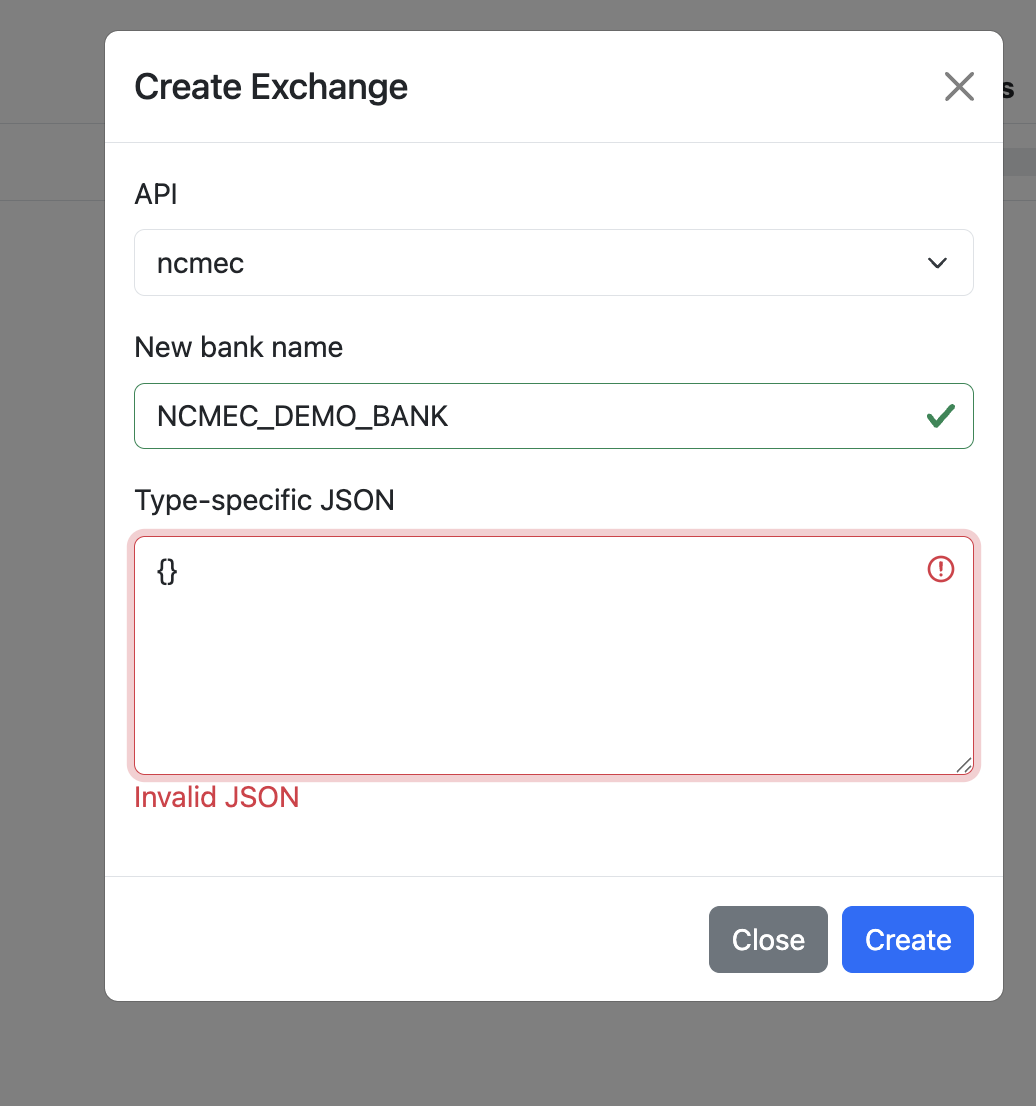 Create Exchange
s
API
ncmec
New bank name
NCMEC_DEMO_BANK
Type-specific JSON
{}
Invalid JSON
Close
Create